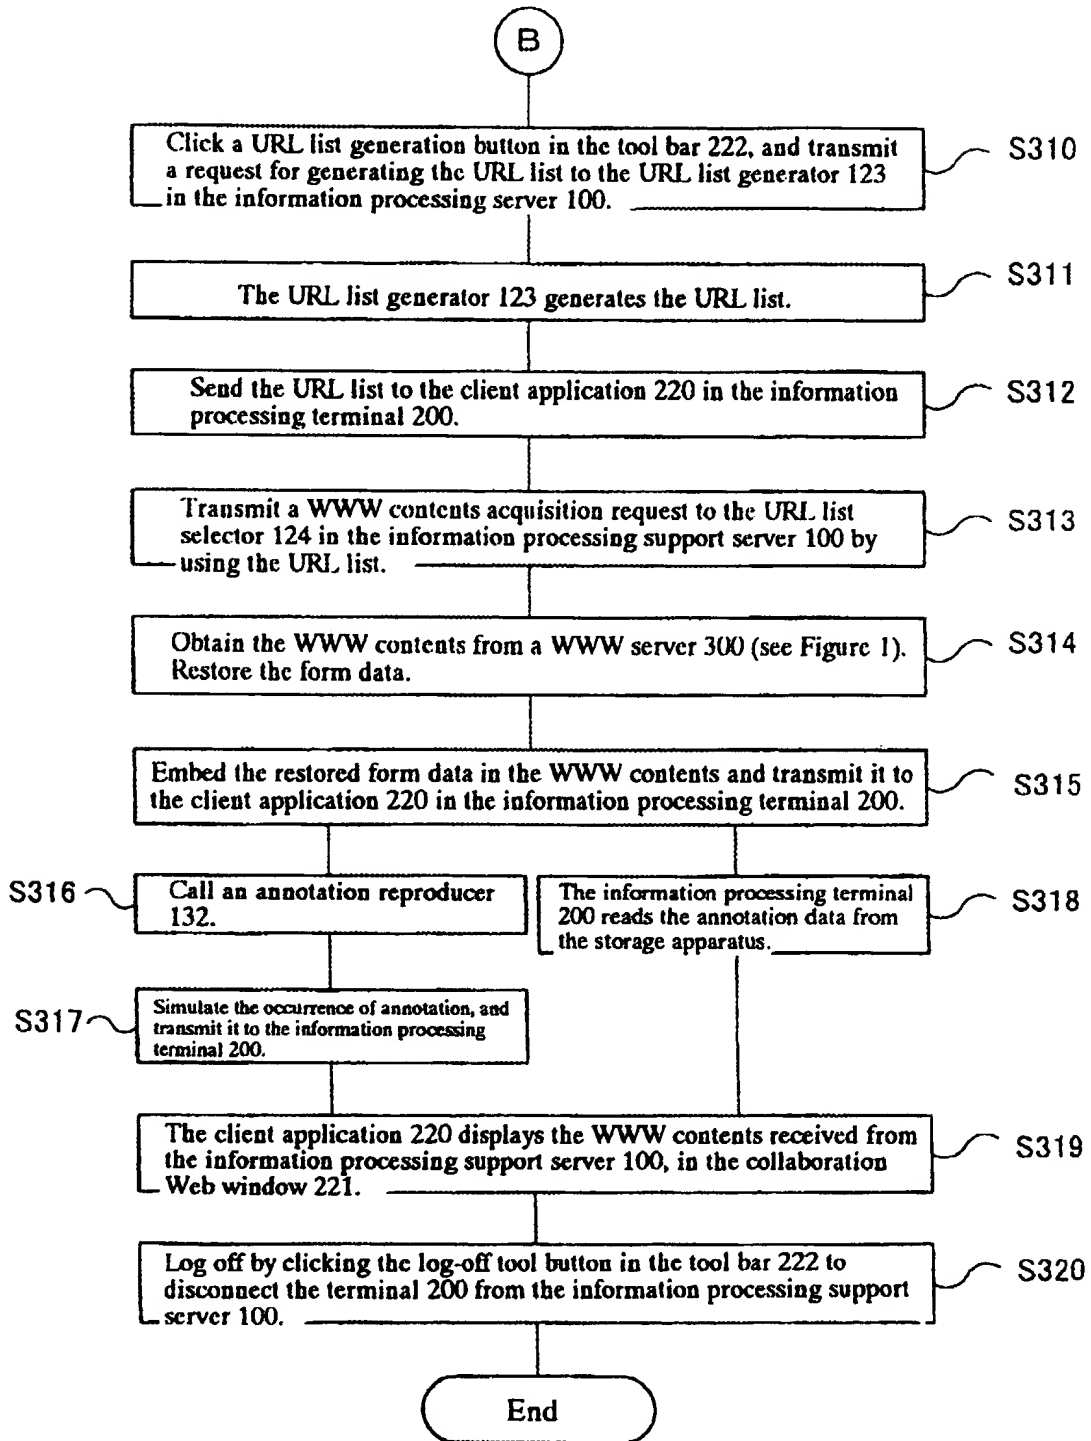 B
Click a URL list generation button in the tool bar 222, and transmit
a request for generating the URL list to the URL list generator 123
in the information processing server 100.
S310
The URL list generator 123 generates the URL list.
S311
Send the URL list to the client application 220 in the information
processing terminal 200.
S312
Transmit a WWW contents acquisition request to the URL list
selector 124 in the information processing support server 100 by
using the URL list.
S313
Obtain the WWW contents from a WWW server 300 (see Figure 1).
Restore the form data.
S314
Embed the restored form data in the WWW contents and transmit it to
the client application 220 in the information processing terminal 200.
S315
S316
Call an annotation reproducer
132.
The information processing terminal
200 reads the annotation data from
the storage apparatus.
S318
S317
Simulate the occurrence of annotation, and
transmit it to the information processing
terminal 200.
The client application 220 displays the WWW contents received from
the information processing support server 100, in the collaboration
Web window 221.
S319
Log off by clicking the log-off tool button in the tool bar 222 to
disconnect the terminal 200 from the information processing support
server 100.
S320
End